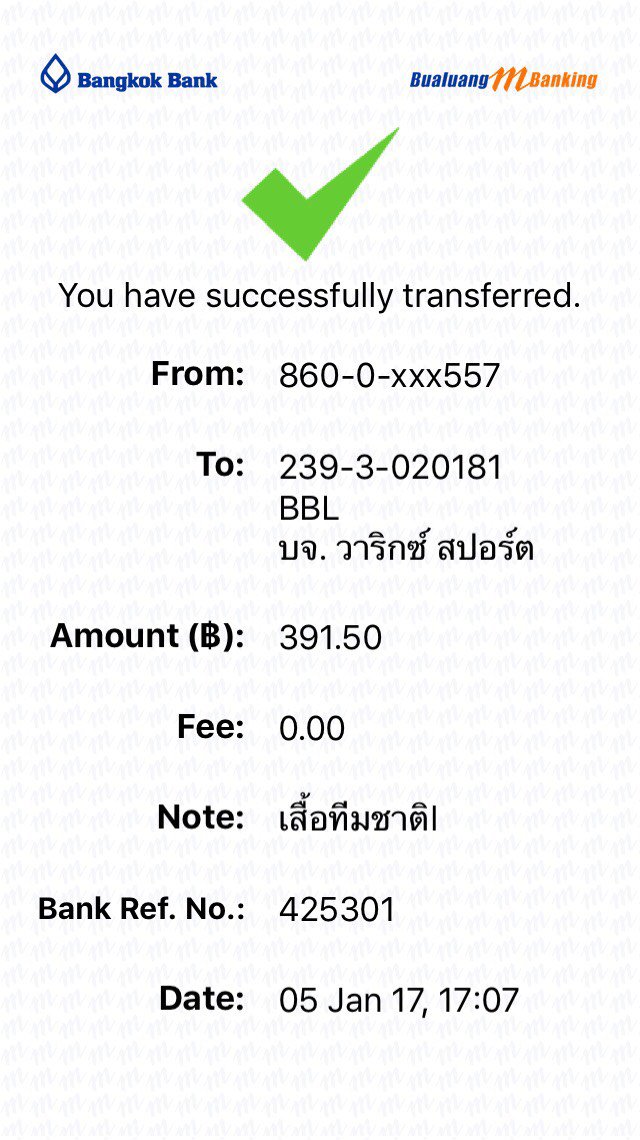 Bangkok Bank
Bualuang mBanking
You have successfully transferred.
From: 860-0-xxx557
To: 239-3-020181
BBL
บจ. วาริกซ์ สปอร์ต
Amount (฿): 391.50
Fee: 0.00
Note: เสื้อทีมชาติl
Bank Ref. No.: 425301
Date: 05 Jan 17, 17:07